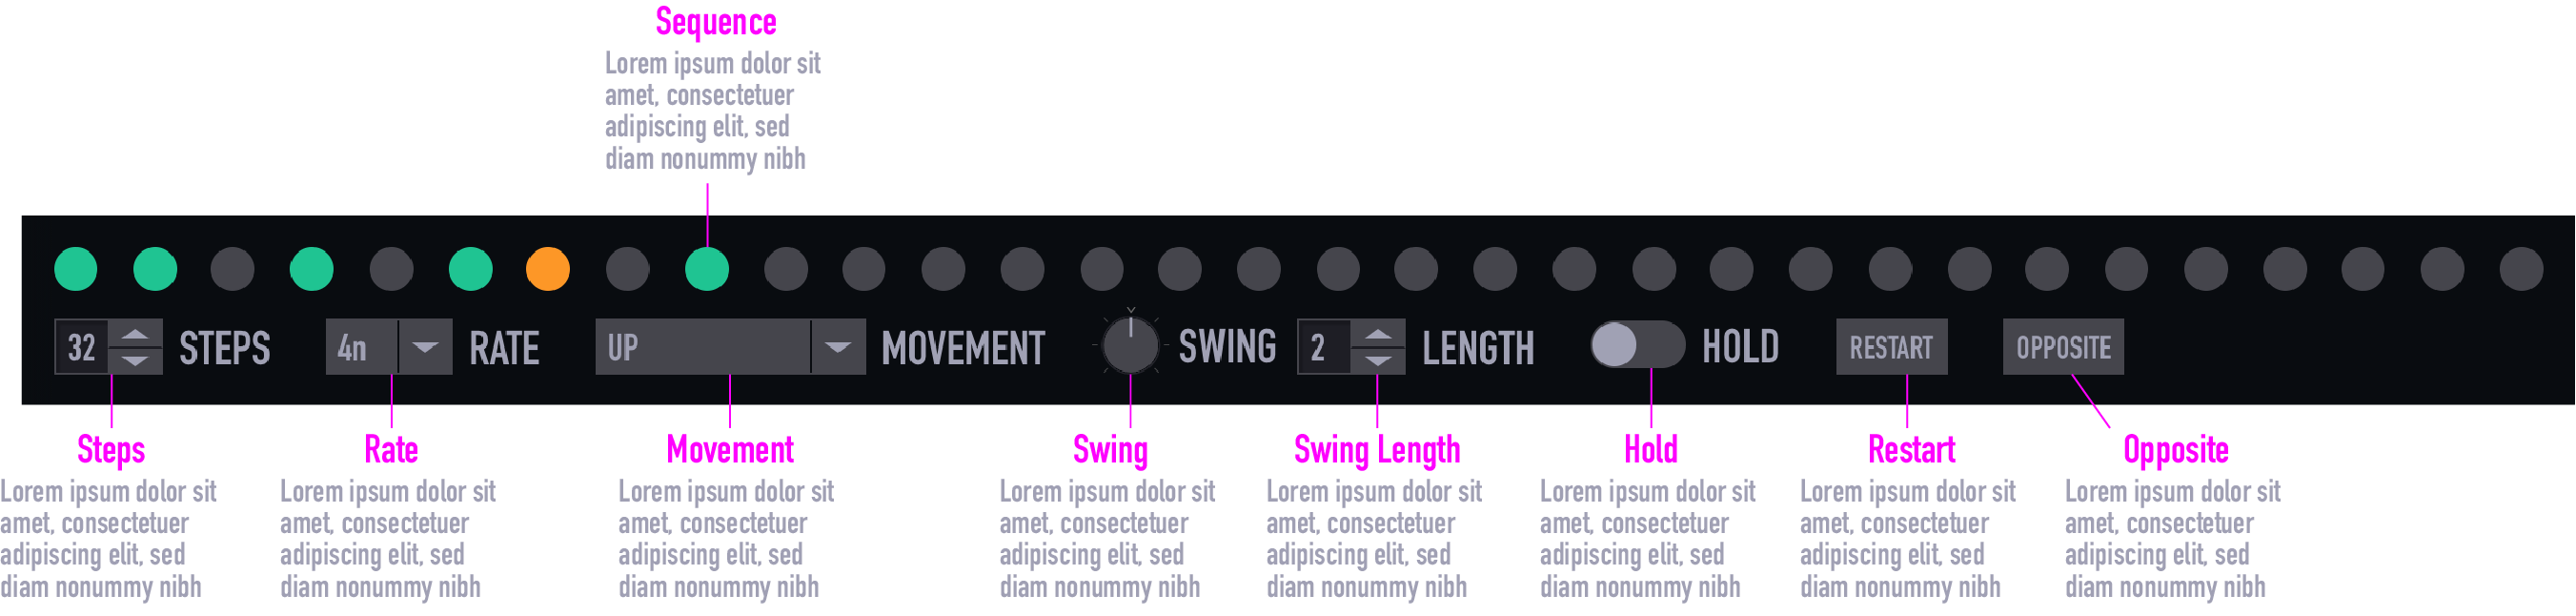 Sequence
Lorem ipsum dolor sit
amet, consectetuer
adipiscing elit, sed
diam nonummy nibh
32 STEPS 4n RATE UP MOVEMENT SWING 2 LENGTH HOLD RESTART OPPOSITE
Steps
Lorem ipsum dolor sit
amet, consectetuer
adipiscing elit, sed
diam nonummy nibh
Rate
Lorem ipsum dolor sit
amet, consectetuer
adipiscing elit, sed
diam nonummy nibh
Movement
Lorem ipsum dolor sit
amet, consectetuer
adipiscing elit, sed
diam nonummy nibh
Swing
Lorem ipsum dolor sit
amet, consectetuer
adipiscing elit, sed
diam nonummy nibh
Swing Length
Lorem ipsum dolor sit
amet, consectetuer
adipiscing elit, sed
diam nonummy nibh
Hold
Lorem ipsum dolor sit
amet, consectetuer
adipiscing elit, sed
diam nonummy nibh
Restart
Lorem ipsum dolor sit
amet, consectetuer
adipiscing elit, sed
diam nonummy nibh
Opposite
Lorem ipsum dolor sit
amet, consectetuer
adipiscing elit, sed
diam nonummy nibh